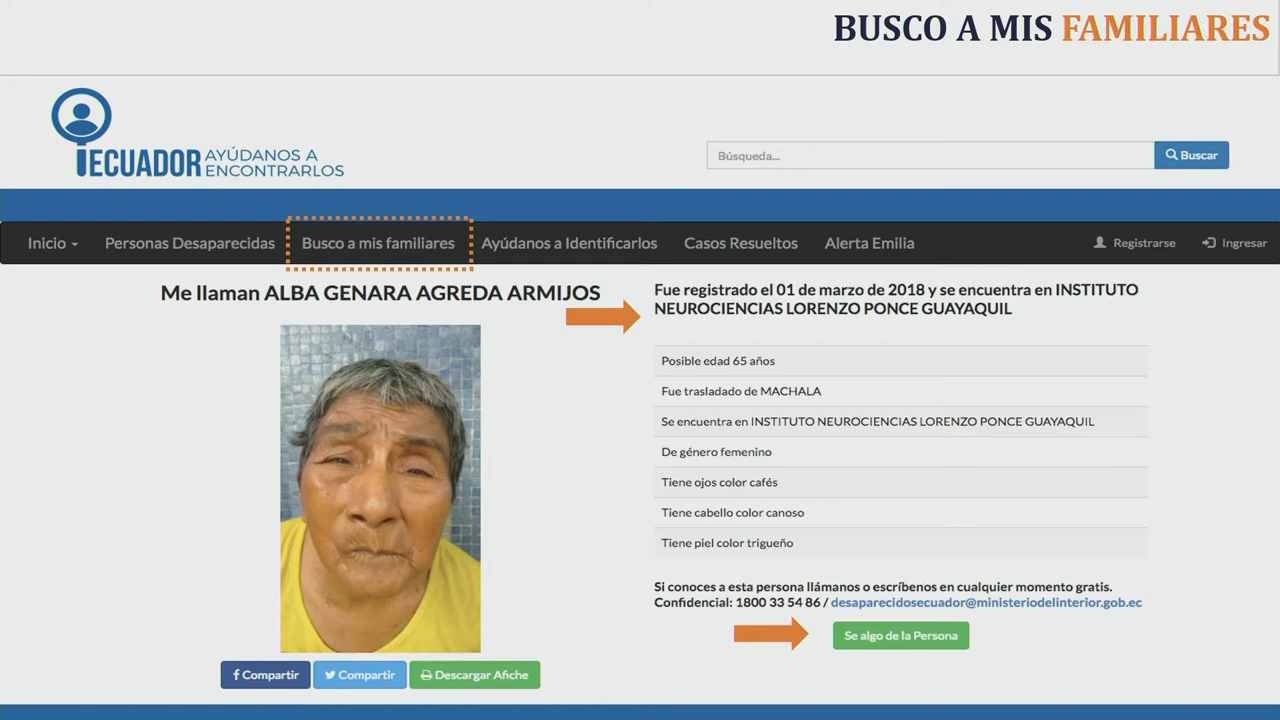 BUSCO A MIS FAMILIARES
ECUADOR AYÚDANOS A
ENCONTRARLOS
Búsqueda...
Buscar
Inicio
Personas Desaparecidas
Busco a mis familiares
Ayúdanos a Identificarlos
Casos Resueltos
Alerta Emilia
Registrarse
Ingresar
Me llaman ALBA GENARA AGREDA ARMIJOS
Compartir
Compartir
Descargar Afiche
Fue registrado el 01 de marzo de 2018 y se encuentra en INSTITUTO
NEUROCIENCIAS LORENZO PONCE GUAYAQUIL
Posible edad 65 años
Fue trasladado de MACHALA
Se encuentra en INSTITUTO NEUROCIENCIAS LORENZO PONCE GUAYAQUIL
De género femenino
Tiene ojos color cafés
Tiene cabello color canoso
Tiene piel color trigueño
Si conoces a esta persona llámanos o escríbenos en cualquier momento gratis.
Confidencial: 1800 33 54 86 / desaparecidosecuador@ministeriodelinterior.gob.ec
Se algo de la Persona